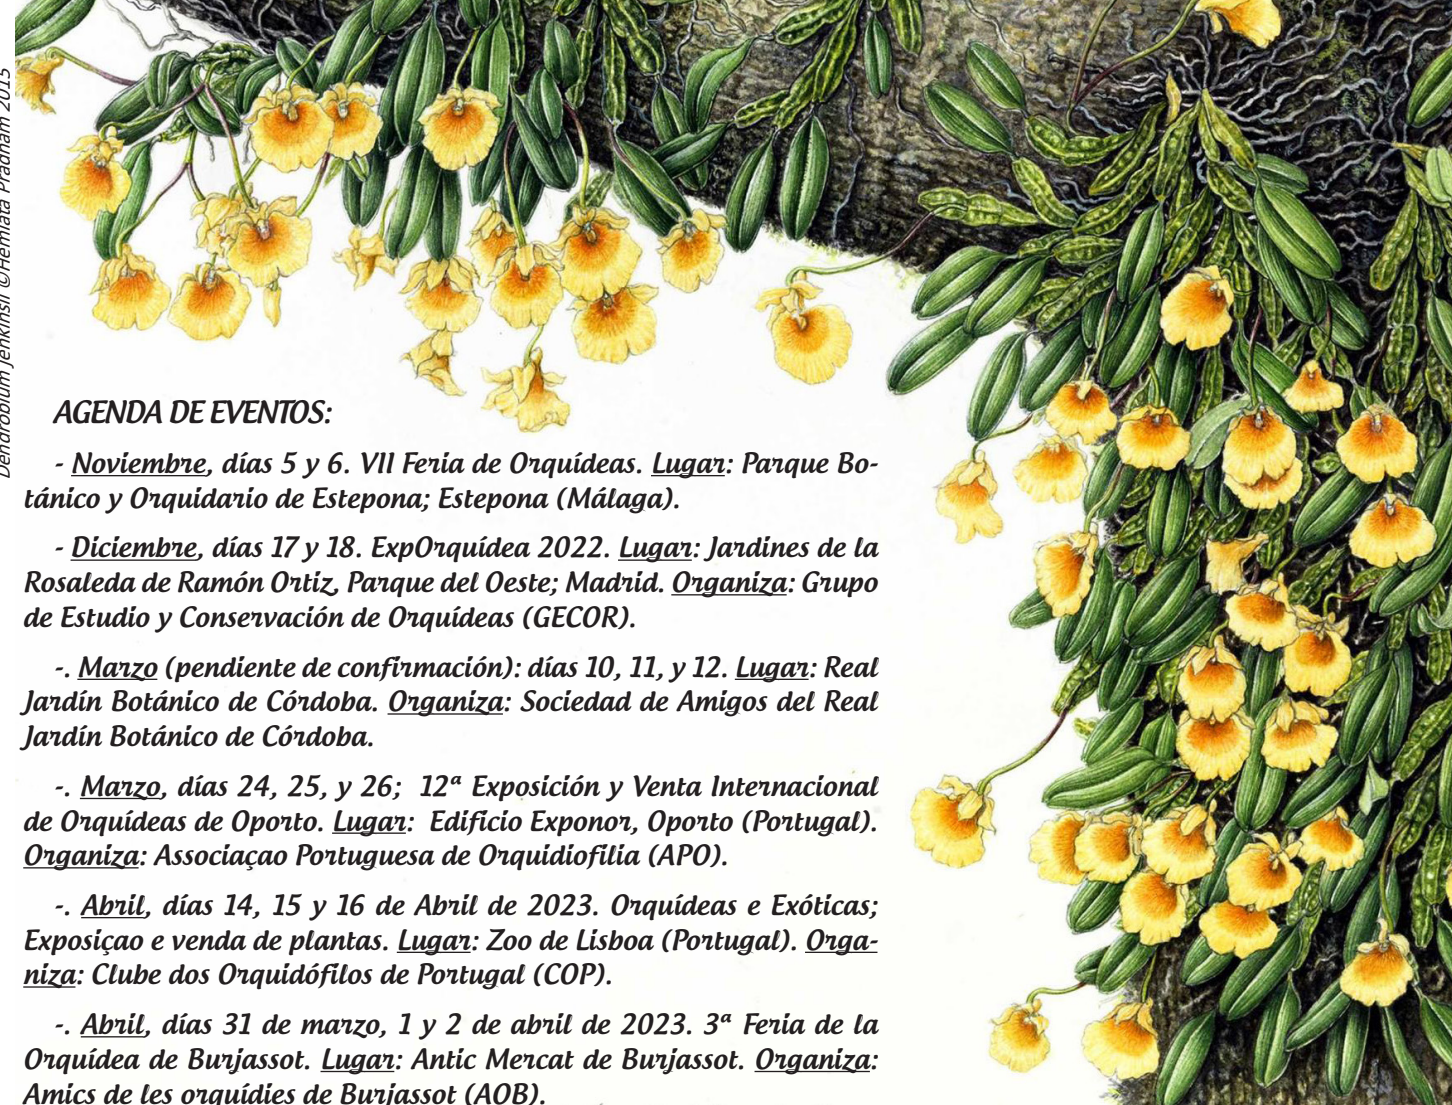 Dendrobium jenkinsii ©Hemlata Pradhan 2015
AGENDA DE EVENTOS:
- Noviembre, días 5 y 6. VII Feria de Orquídeas. Lugar: Parque Bo-
tánico y Orquidario de Estepona; Estepona (Málaga).
- Diciembre, días 17 y 18. ExpOrquídea 2022. Lugar: Jardines de la
Rosaleda de Ramón Ortiz, Parque del Oeste; Madrid. Organiza: Grupo
de Estudio y Conservación de Orquídeas (GECOR).
-. Marzo (pendiente de confirmación): días 10, 11, y 12. Lugar: Real
Jardín Botánico de Córdoba. Organiza: Sociedad de Amigos del Real
Jardín Botánico de Córdoba.
-. Marzo, días 24, 25, y 26; 12ª Exposición y Venta Internacional
de Orquídeas de Oporto. Lugar: Edificio Exponor, Oporto (Portugal).
Organiza: Associaçao Portuguesa de Orquidiofilia (APO).
-. Abril, días 14, 15 y 16 de Abril de 2023. Orquídeas e Exóticas;
Exposiçao e venda de plantas. Lugar: Zoo de Lisboa (Portugal). Orga-
niza: Clube dos Orquidófilos de Portugal (COP).
-. Abril, días 31 de marzo, 1 y 2 de abril de 2023. 3ª Feria de la
Orquídea de Burjassot. Lugar: Antic Mercat de Burjassot. Organiza:
Amics de les orquídies de Burjassot (AOB).